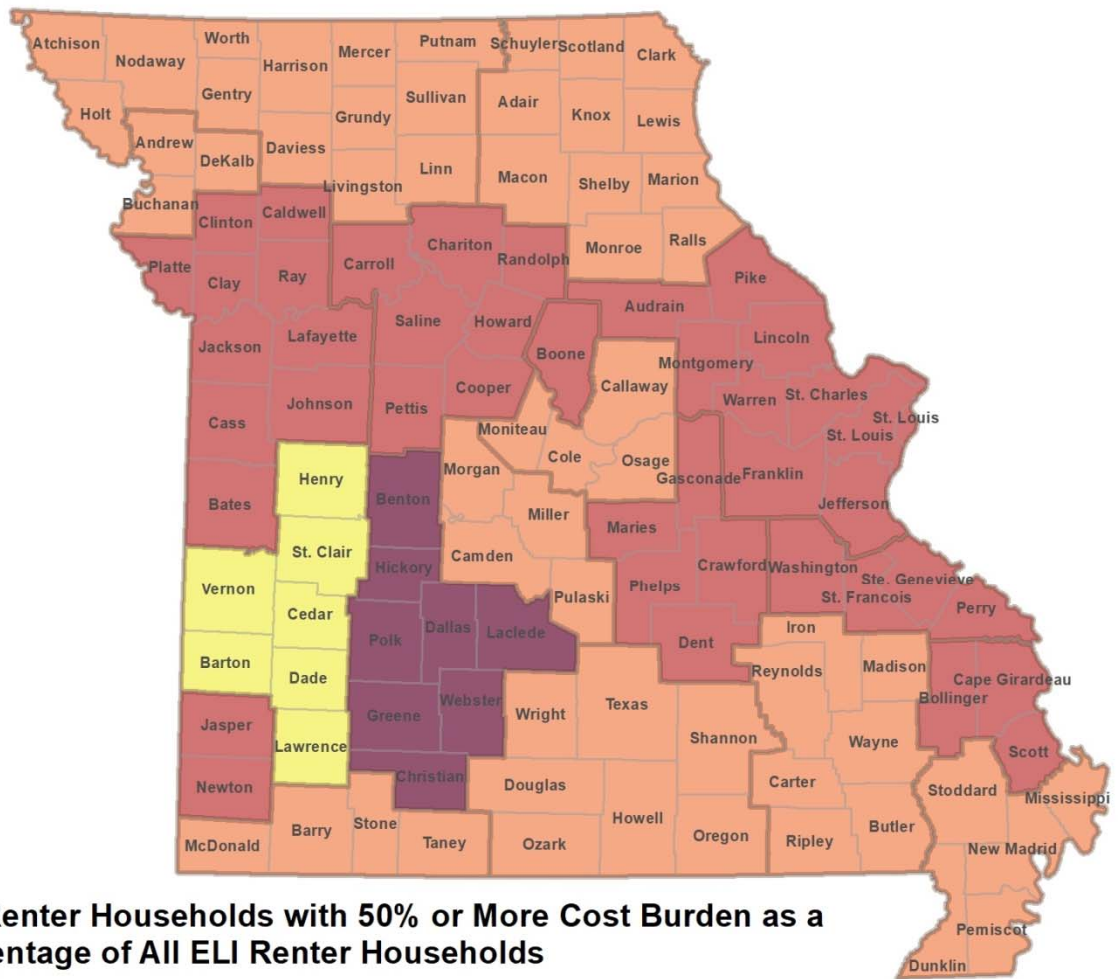 Atchison
Nodaway
Worth
Gentry
Harrison
Mercer
Putnam
Schuyler
Scotland
Clark
Holt
Andrew
DeKalb
Daviess
Grundy
Sullivan
Adair
Knox
Lewis
Buchanan
Clinton
Caldwell
Livingston
Linn
Macon
Shelby
Marion
Platte
Clay
Ray
Carroll
Chariton
Randolph
Monroe
Ralls
Pike
Jackson
Lafayette
Saline
Howard
Boone
Audrain
Lincoln
Montgomery
Cass
Johnson
Pettis
Cooper
Callaway
Warren
St. Charles
St. Louis
St. Louis
Moniteau
Cole
Osage
Gasconade
Franklin
Jefferson
Bates
Henry
Benton
Morgan
Miller
Maries
St. Clair
Hickory
Camden
Pulaski
Phelps
Crawford
Washington
Ste. Genevieve
St. Francois
Perry
Vernon
Cedar
Polk
Dallas
Laclede
Dent
Iron
Reynolds
Madison
Cape Girardeau
Bollinger
Barton
Dade
Greene
Webster
Wright
Texas
Shannon
Wayne
Scott
Jasper
Lawrence
Christian
Douglas
Howell
Carter
Stoddard
Mississippi
Newton
McDonald
Barry
Stone
Taney
Ozark
Oregon
Ripley
Butler
New Madrid
Pemiscot
Dunklin
Renter Households with 50% or More Cost Burden as a
entage of All ELI Renter Households